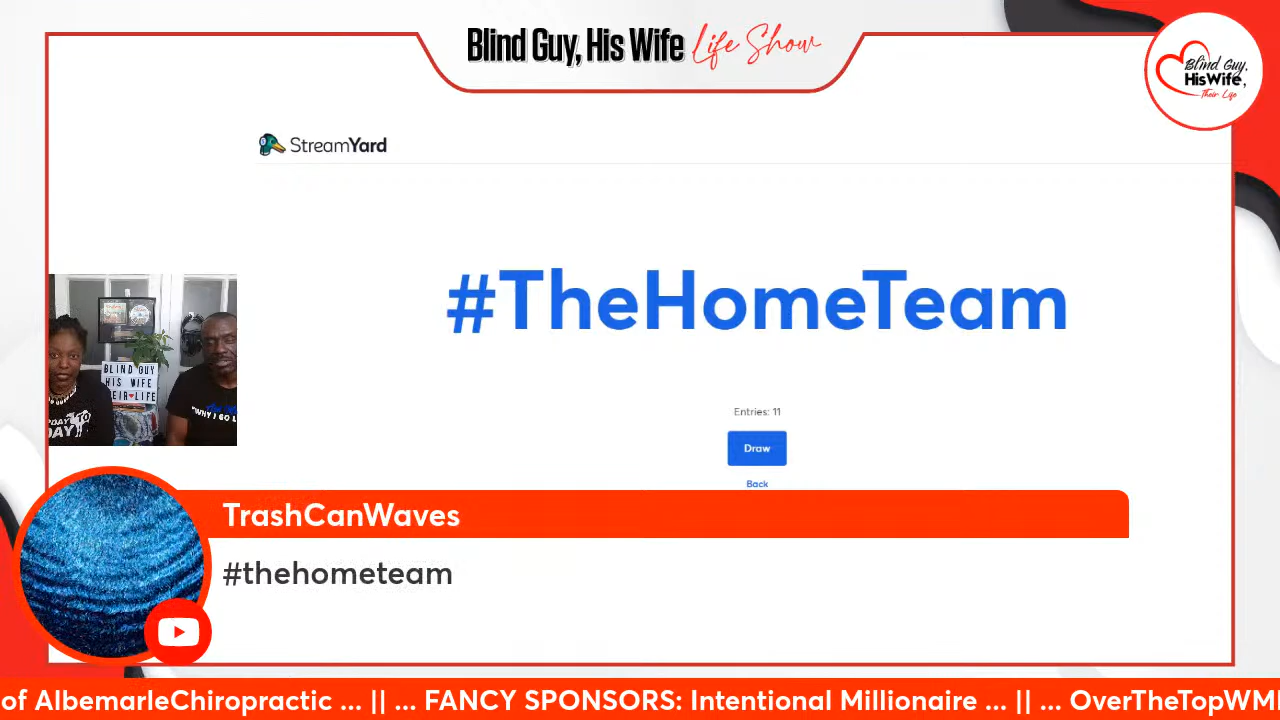 Blind Guy, His Wife Life Show
Blind Guy,
His Wife,
Their Life
StreamYard
#TheHomeTeam
BLIND GUY
HIS WIFE
EIR LIFE
Entries: 11
Draw
Back
TrashCanWaves
#thehometeam
of AlbemarleChiropractic ... || ... FANCY SPONSORS: Intentional Millionaire ... || ... OverTheTopWM